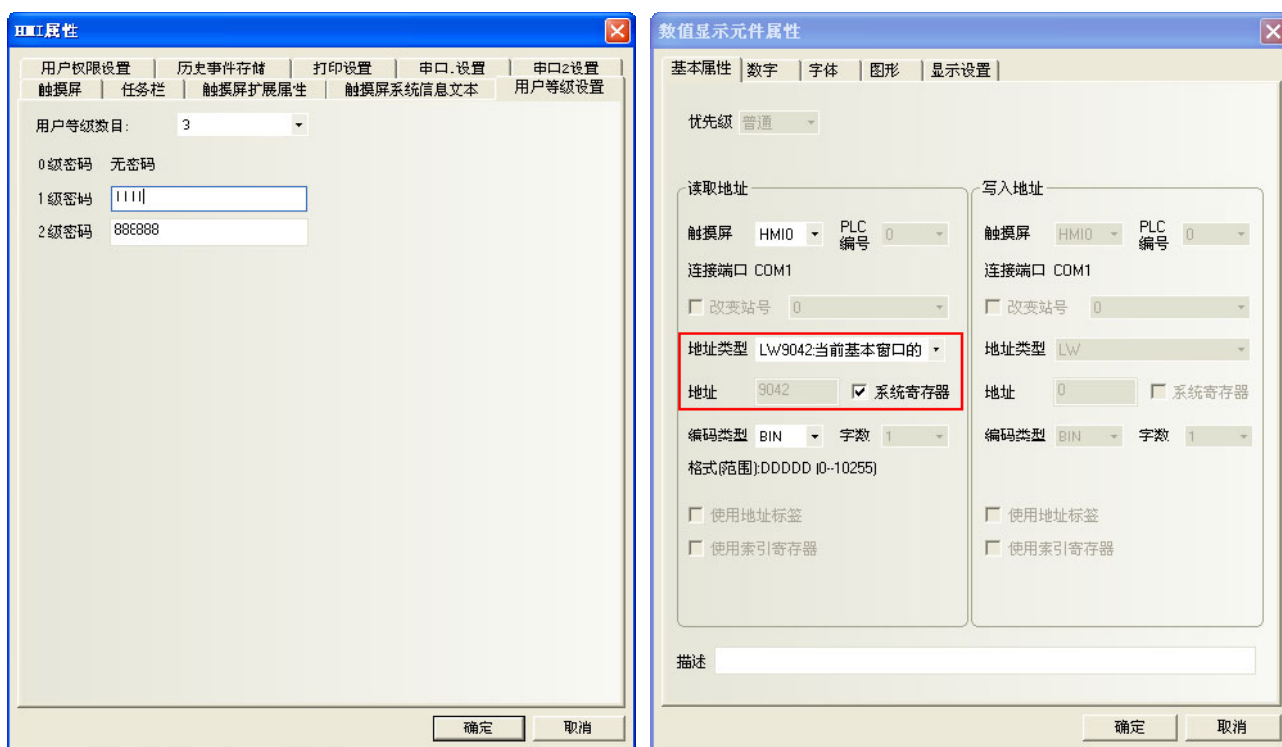 HMI属性
用户权限设置 历史事件存储 打印设置 串口.设置 串口2设置
触摸屏 任务栏 触摸屏扩展属性 触摸屏系统信息文本 用户等级设置
用户等级数目: 3
0级密码 无密码
1级密码 1111
2级密码 888888
确定 取消
数值显示元件属性
基本属性 数字 字体 图形 显示设置
优先级 普通
读取地址
触摸屏 HMI0 PLC编号 0
连接端口 COM1
改变站号 0
地址类型 LW9042:当前基本窗口的
地址 9042 系统寄存器
编码类型 BIN 字数 1
格式(范围):DDDDD (0--10255)
使用地址标签
使用索引寄存器
写入地址
触摸屏 HMI0 PLC编号 0
连接端口 COM1
改变站号 0
地址类型 LW
地址 0 系统寄存器
编码类型 BIN 字数 1
使用地址标签
使用索引寄存器
描述
确定 取消